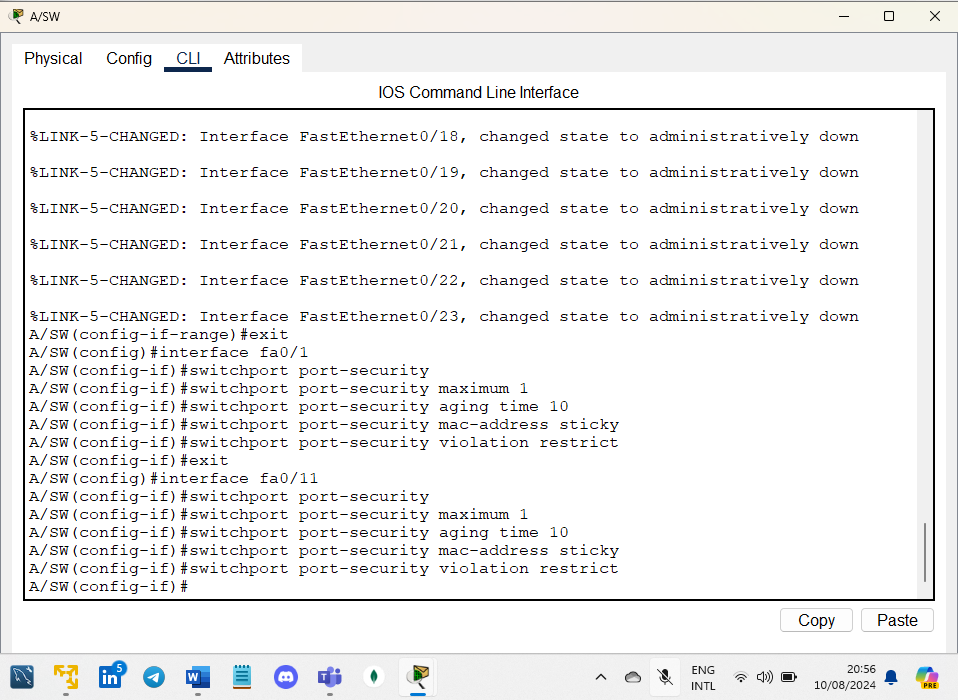 A/SW
Physical Config CLI Attributes
IOS Command Line Interface
%LINK-5-CHANGED: Interface FastEthernet0/18, changed state to administratively down
%LINK-5-CHANGED: Interface FastEthernet0/19, changed state to administratively down
%LINK-5-CHANGED: Interface FastEthernet0/20, changed state to administratively down
%LINK-5-CHANGED: Interface FastEthernet0/21, changed state to administratively down
%LINK-5-CHANGED: Interface FastEthernet0/22, changed state to administratively down
%LINK-5-CHANGED: Interface FastEthernet0/23, changed state to administratively down
A/SW(config-if-range)#exit
A/SW(config)#interface fa0/1
A/SW(config-if)#switchport port-security
A/SW(config-if)#switchport port-security maximum 1
A/SW(config-if)#switchport port-security aging time 10
A/SW(config-if)#switchport port-security mac-address sticky
A/SW(config-if)#switchport port-security violation restrict
A/SW(config-if)#exit
A/SW(config)#interface fa0/11
A/SW(config-if)#switchport port-security
A/SW(config-if)#switchport port-security maximum 1
A/SW(config-if)#switchport port-security aging time 10
A/SW(config-if)#switchport port-security mac-address sticky
A/SW(config-if)#switchport port-security violation restrict
A/SW(config-if)#
Copy Paste
in 5 W PRE
ENG 20:56
INTL 10/08/2024